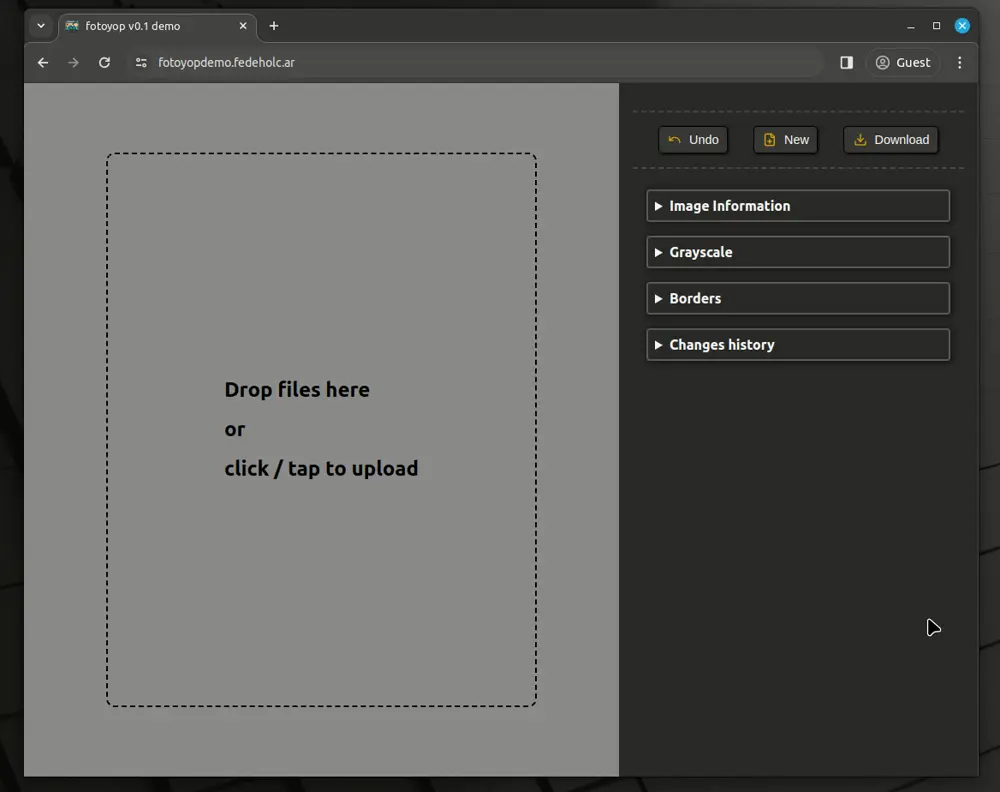 fotoyop v0.1 demo
fotoyopdemo.fedeholc.ar
Guest
Undo
New
Download
Image Information
Grayscale
Borders
Changes history
Drop files here
or
click / tap to upload